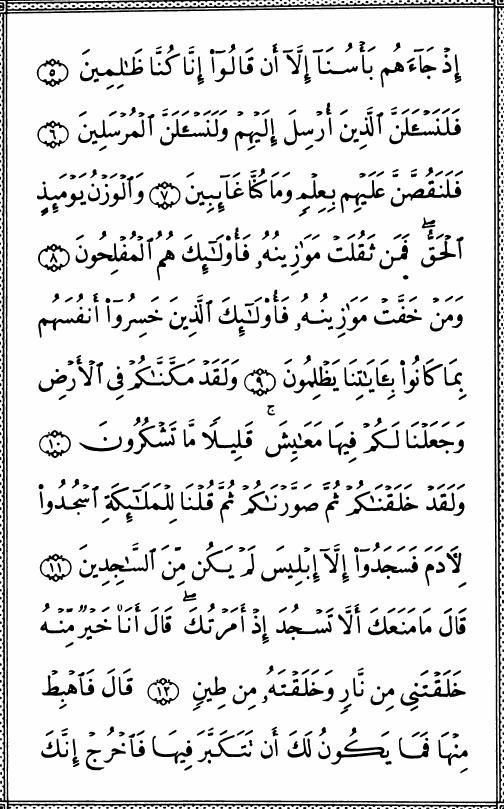 إِذْ جَآءَهُم بَأْسُنَآ إِلَّآ أَن قَالُوٓا۟ إِنَّا كُنَّا ظَـٰلِمِينَ ٥
فَلَنَسْـَٔلَنَّ ٱلَّذِينَ أُرْسِلَ إِلَيْهِمْ وَلَنَسْـَٔلَنَّ ٱلْمُرْسَلِينَ ٦
فَلَنَقُصَّنَّ عَلَيْهِم بِعِلْمٍ وَمَا كُنَّا غَآئِبِينَ ٧ وَٱلْوَزْنُ يَوْمَئِذٍ
ٱلْحَقُّ ۖ فَمَن ثَقُلَتْ مَوَٰزِينُهُۥ فَأُو۟لَـٰٓئِكَ هُمُ ٱلْمُفْلِحُونَ ٨
وَمَنْ خَفَّتْ مَوَٰزِينُهُۥ فَأُو۟لَـٰٓئِكَ ٱلَّذِينَ خَسِرُوٓا۟ أَنفُسَهُم
بِمَا كَانُوا۟ بِـَٔايَـٰتِنَا يَظْلِمُونَ ٩ وَلَقَدْ مَكَّنَّـٰكُمْ فِى ٱلْأَرْضِ
وَجَعَلْنَا لَكُمْ فِيهَا مَعَـٰيِشَ ۗ قَلِيلًا مَّا تَشْكُرُونَ ١٠
وَلَقَدْ خَلَقْنَـٰكُمْ ثُمَّ صَوَّرْنَـٰكُمْ ثُمَّ قُلْنَا لِلْمَلَـٰٓئِكَةِ ٱسْجُدُوا۟
لِـَٔادَمَ فَسَجَدُوٓا۟ إِلَّآ إِبْلِيسَ لَمْ يَكُن مِّنَ ٱلسَّـٰجِدِينَ ١١
قَالَ مَا مَنَعَكَ أَلَّا تَسْجُدَ إِذْ أَمَرْتُكَ ۖ قَالَ أَنَا۠ خَيْرٌ مِّنْهُ
خَلَقْتَنِى مِن نَّارٍ وَخَلَقْتَهُۥ مِن طِينٍ ١٢ قَالَ فَٱهْبِطْ
مِنْهَا فَمَا يَكُونُ لَكَ أَن تَتَكَبَّرَ فِيهَا فَٱخْرُجْ إِنَّكَ